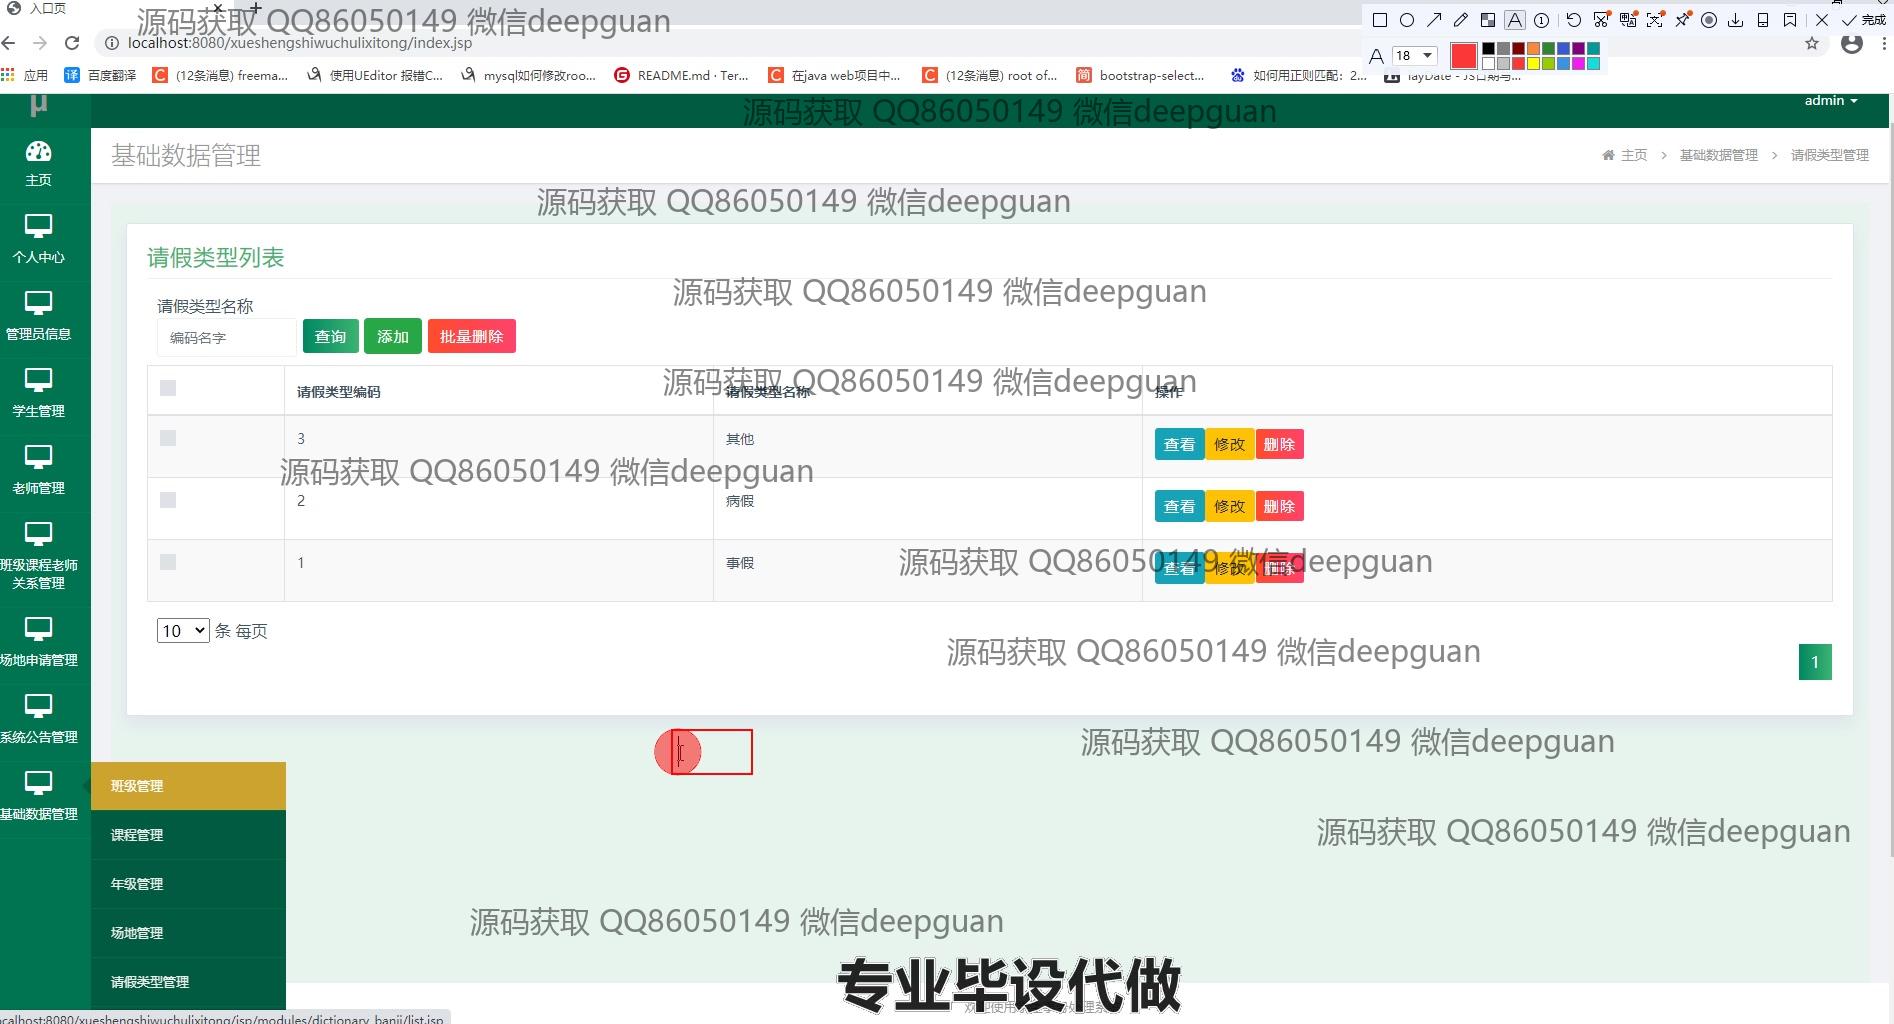 入口页
源码获取 QQ86050149 微信deepguan
localhost:8080/xueshengshiwuchulixitong/index.jsp
完成
18
应用
百度翻译
(12条消息) freema...
使用UEditor 报错C...
mysql如何修改roo...
README.md · Ter...
在java web项目中...
(12条消息) root of...
bootstrap-select...
如何用正则匹配：2...
layDate - JS日期与...
μ
源码获取 QQ86050149 微信deepguan
admin
基础数据管理
主页 > 基础数据管理 > 请假类型管理
主页
源码获取 QQ86050149 微信deepguan
个人中心
请假类型列表
源码获取 QQ86050149 微信deepguan
请假类型名称
管理员信息
编码名字
查询
添加
批量删除
源码获取 QQ86050149 微信deepguan
请假类型编码
请假类型名称
操作
学生管理
3
其他
查看
修改
删除
源码获取 QQ86050149 微信deepguan
老师管理
2
病假
查看
修改
删除
源码获取 QQ86050149 微信deepguan
1
事假
查看
修改
删除
班级课程老师
关系管理
10 条 每页
源码获取 QQ86050149 微信deepguan
1
场地申请管理
系统公告管理
源码获取 QQ86050149 微信deepguan
基础数据管理
班级管理
课程管理
源码获取 QQ86050149 微信deepguan
年级管理
场地管理
源码获取 QQ86050149 微信deepguan
请假类型管理
专业毕设代做
ocalhost:8080/xueshengshiwuchulixitong/jsp/modules/dictionary_banji/list.jsp